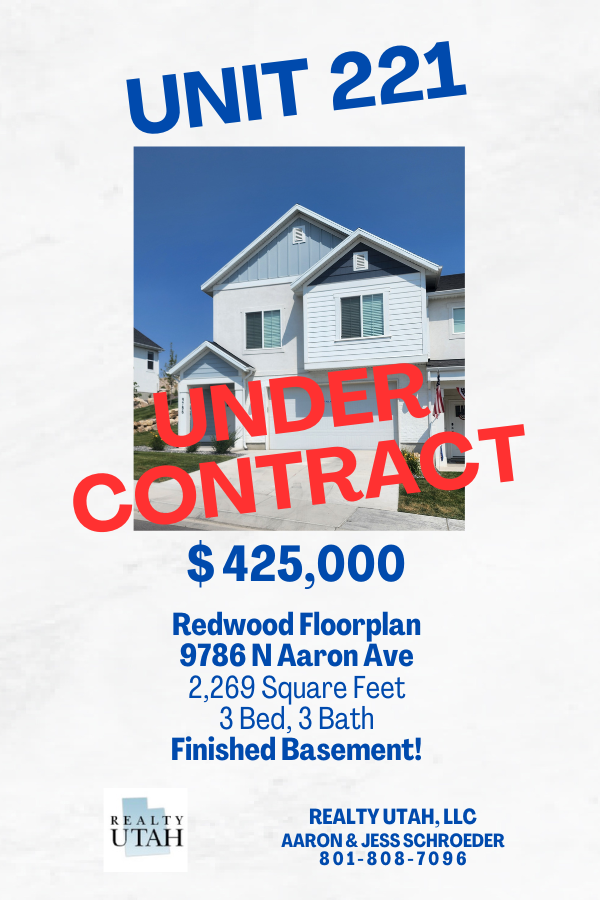 UNIT 221
UNDER
CONTRACT
$ 425,000
Redwood Floorplan
9786 N Aaron Ave
2,269 Square Feet
3 Bed, 3 Bath
Finished Basement!
REALTY
UTAH
REALTY UTAH, LLC
AARON & JESS SCHROEDER
801-808-7096